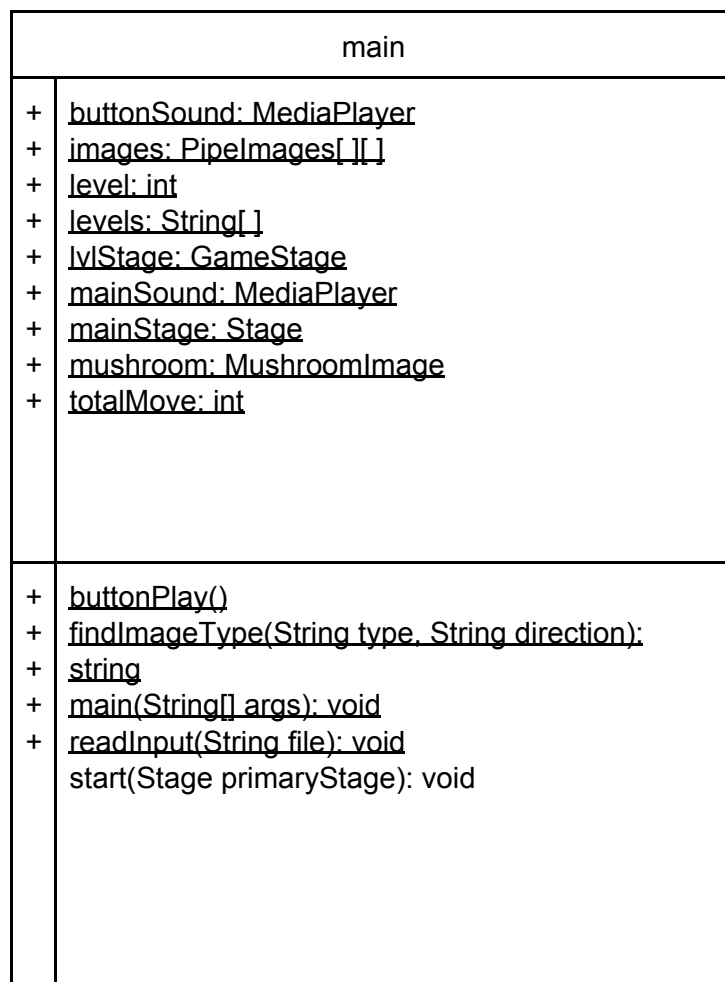 main
+ buttonSound: MediaPlayer
+ images: PipeImages[ ][ ]
+ level: int
+ levels: String[ ]
+ lvlStage: GameStage
+ mainSound: MediaPlayer
+ mainStage: Stage
+ mushroom: MushroomImage
+ totalMove: int
+ buttonPlay()
+ findImageType(String type, String direction):
+ string
+ main(String[] args): void
+ readInput(String file): void
start(Stage primaryStage): void